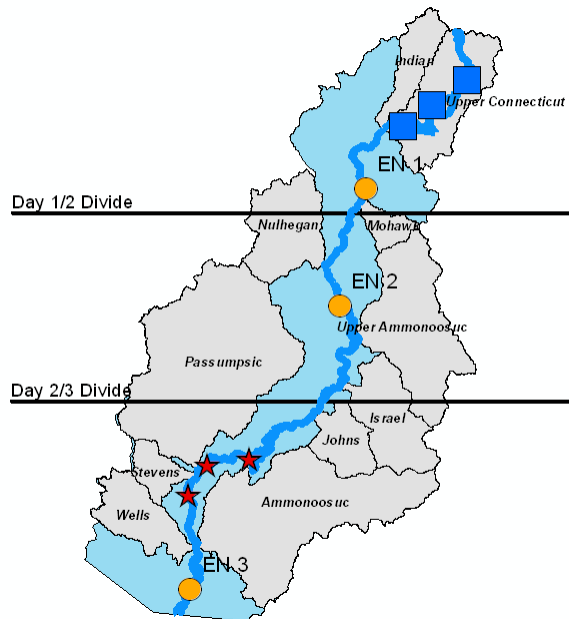 Indian
Upper Connecticut
EN 1
Day 1/2 Divide
Nulhegan
Mohawk
EN 2
Upper Ammonoosuc
Passumpsic
Day 2/3 Divide
Israel
Johns
Stevens
Ammonoosuc
Wells
EN 3